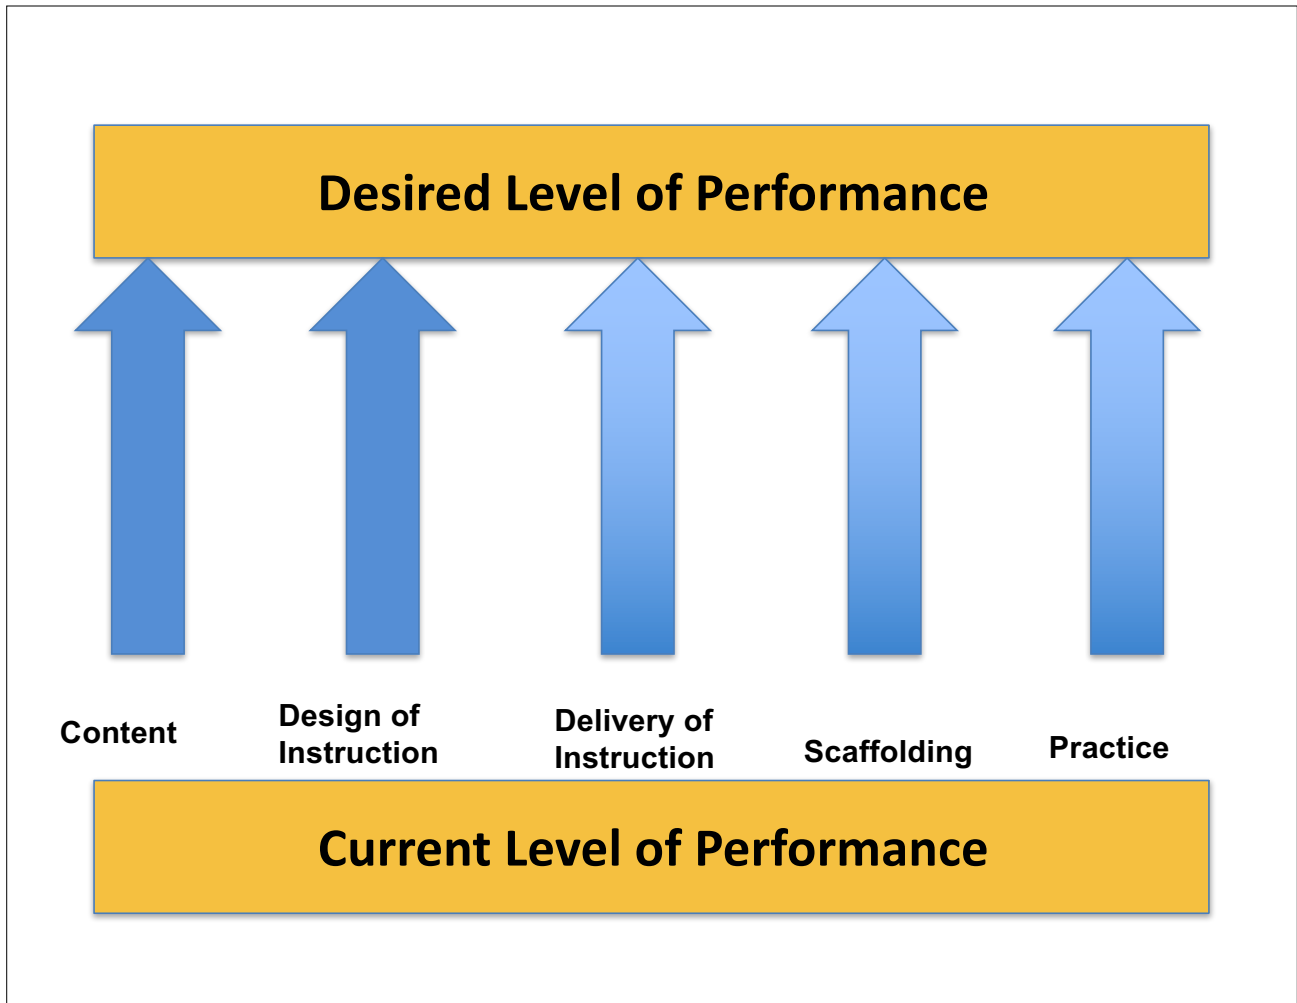 Desired Level of Performance
Content
Design of
Instruction
Delivery of
Instruction
Scaffolding
Practice
Current Level of Performance